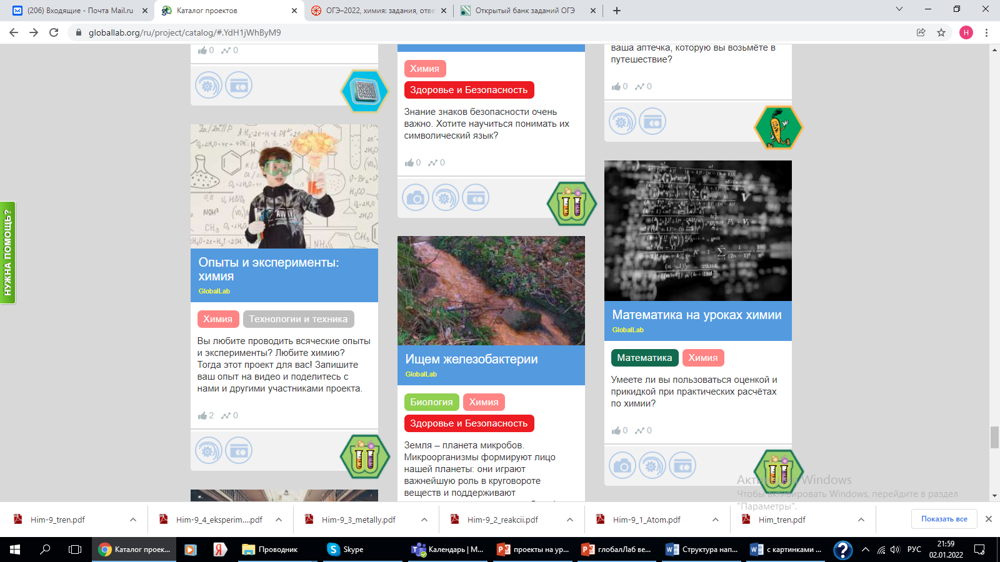 (206) Входящие - Почта Mail.ru
Каталог проектов
ОГЭ–2022, химия: задания, отве
Открытый банк заданий ОГЭ
globallab.org/ru/project/catalog/#.YdH1jWhByM9
Н
НУЖНА ПОМОЩЬ?
0 0
Опыты и эксперименты:
химия
GlobalLab
Химия Технологии и техника
Вы любите проводить всяческие опыты
и эксперименты? Любите химию?
Тогда этот проект для вас! Запишите
ваш опыт на видео и поделитесь с
нами и другими участниками проекта.
2 0
Химия
Здоровье и Безопасность
Знание знаков безопасности очень
важно. Хотите научиться понимать их
символический язык?
0 0
Ищем железобактерии
GlobalLab
Биология Химия
Здоровье и Безопасность
Земля – планета микробов.
Микроорганизмы формируют лицо
нашей планеты: они играют
важнейшую роль в круговороте
веществ и поддерживают
ваша аптечка, которую вы возьмёте в
путешествие?
0 0
Математика на уроках химии
GlobalLab
Математика Химия
Умеете ли вы пользоваться оценкой и
прикидкой при практических расчётах
по химии?
0 0
Windows
Чтобы активировать Windows, перейдите в раздел
"Параметры".
Him-9_tren.pdf
Him-9_4_eksperim....pdf
Him-9_3_metally.pdf
Him-9_2_reakcii.pdf
Him-9_1_Atom.pdf
Him_tren.pdf
Показать все
Каталог проек...
Проводник
Skype
Календарь | М...
проекты на ур...
глобалЛаб ве...
Структура нап...
с картинками ...
РУС
21:59
02.01.2022